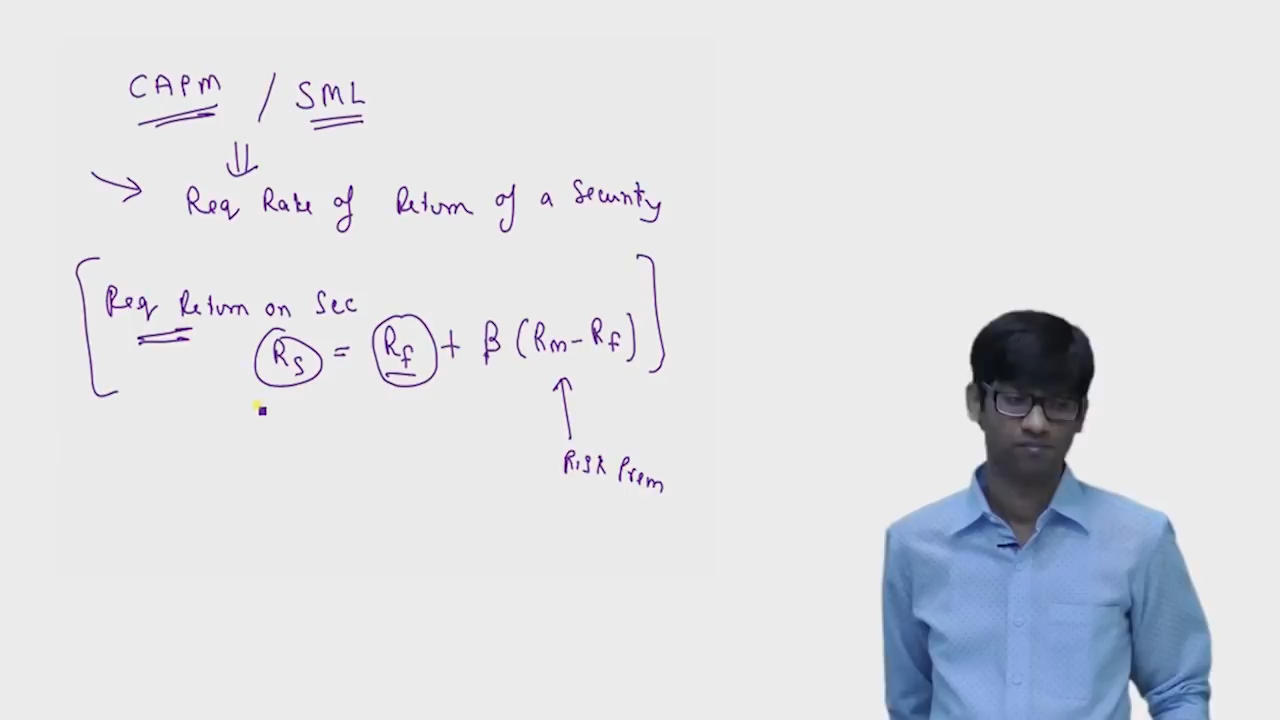 CAPM / SML
Req Rate of Return of a Security
Req Return on Sec
Rs = Rf + β (Rm - Rf)
Risk Prem